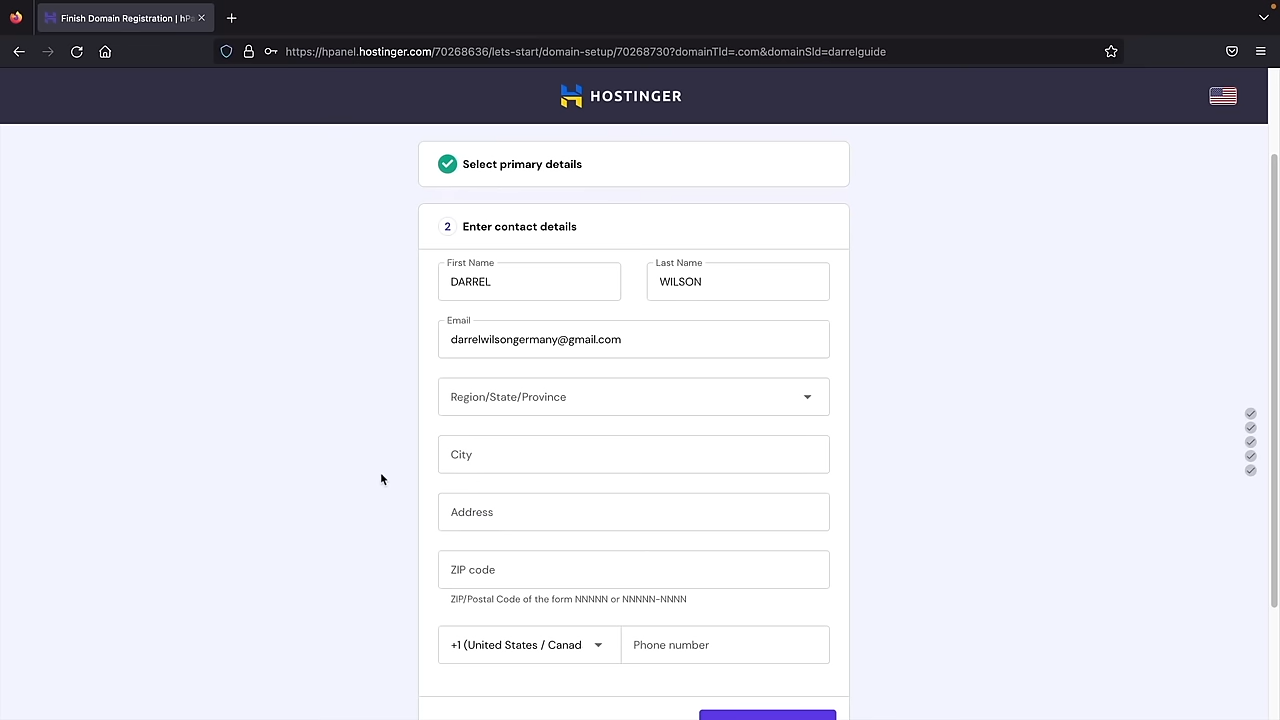 Finish Domain Registration | hPa
https://hpanel.hostinger.com/70268636/lets-start/domain-setup/70268730?domainTld=.com&domainSld=darrelguide
HOSTINGER
Select primary details
2 Enter contact details
First Name
Last Name
DARREL
WILSON
Email
darrelwilsongermany@gmail.com
Region/State/Province
City
Address
ZIP code
ZIP/Postal Code of the form NNNNN or NNNNN-NNNN
+1 (United States / Canad
Phone number